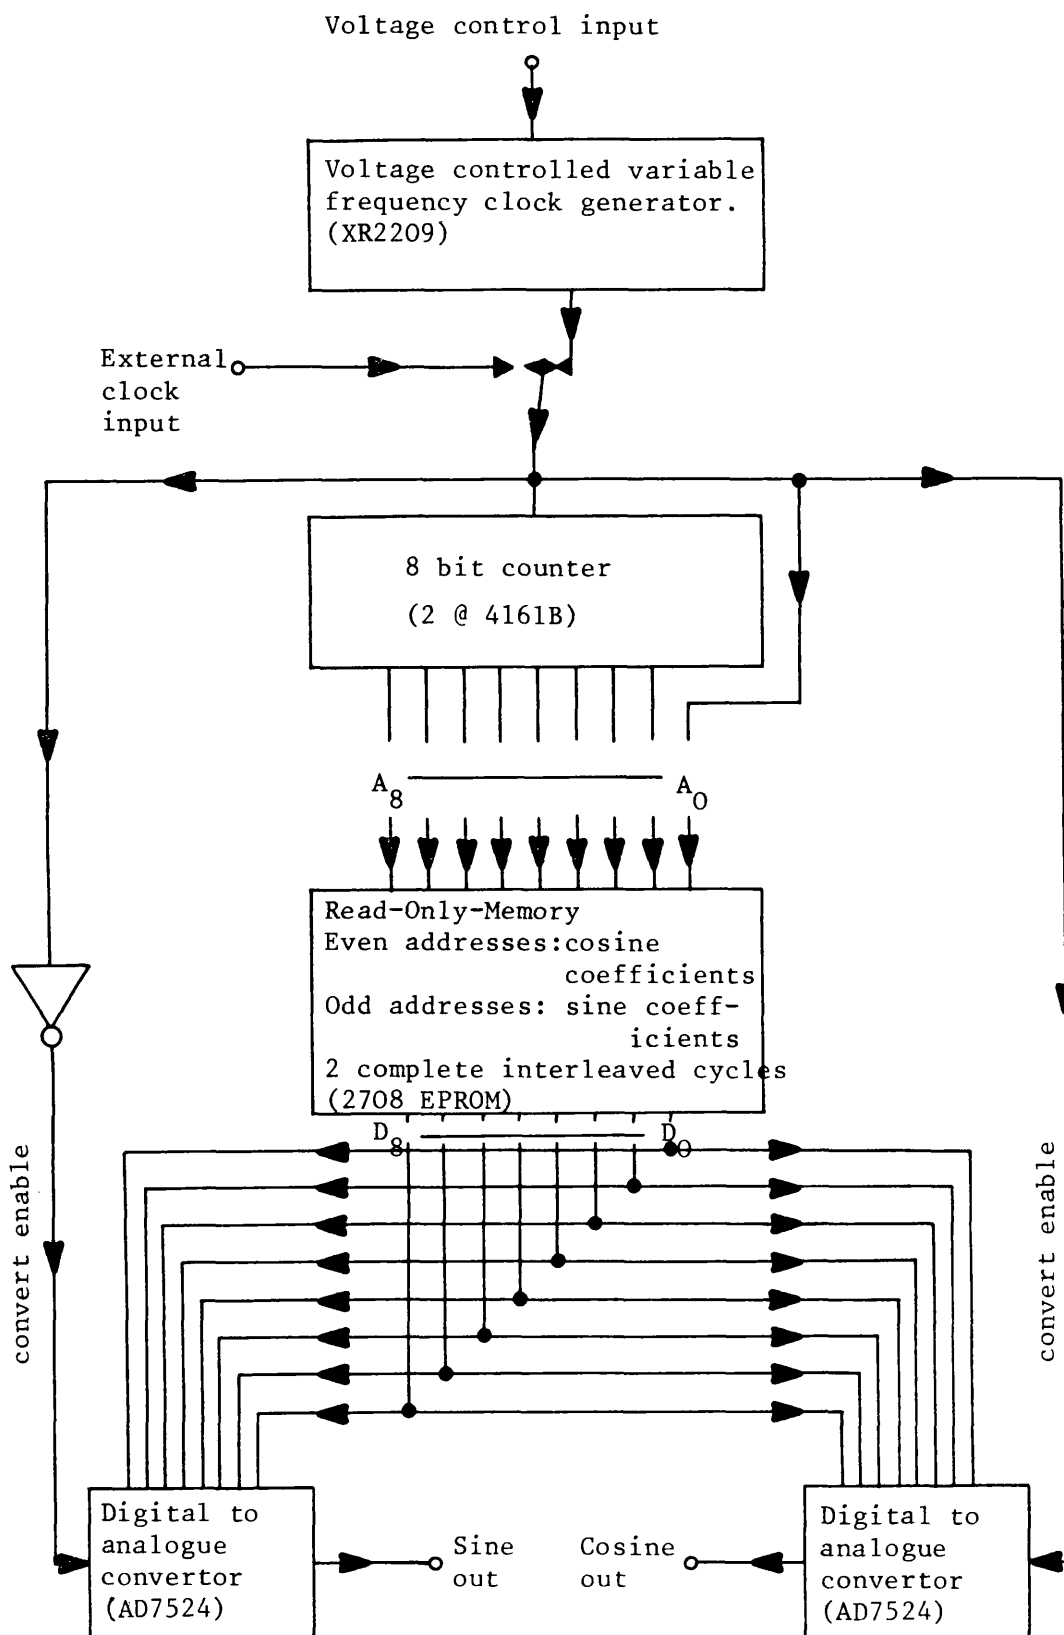 Voltage control input
Voltage controlled variable
frequency clock generator.
(XR2209)
External
clock
input
8 bit counter
(2 @ 4161B)
A8 A0
Read-Only-Memory
Even addresses:cosine
coefficients
Odd addresses: sine coeff-
icients
2 complete interleaved cycles
(2708 EPROM)
D8 D0
convert enable
convert enable
Digital to
analogue
convertor
(AD7524)
Sine
out
Cosine
out
Digital to
analogue
convertor
(AD7524)